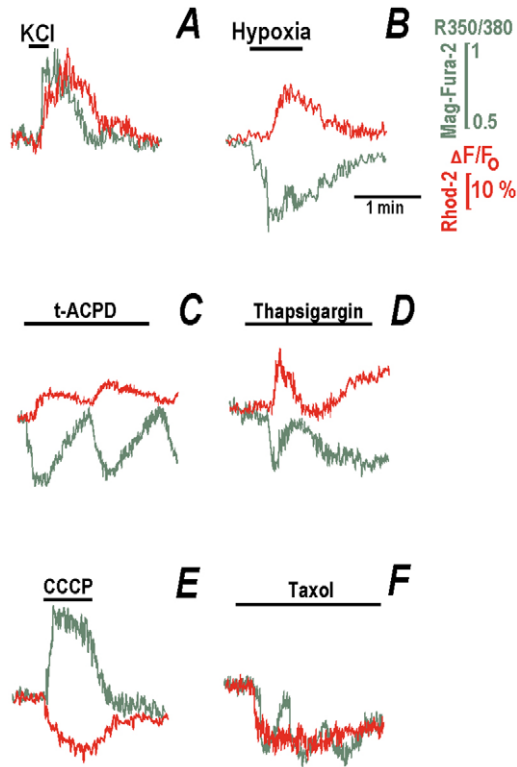 KCl
A
Hypoxia
B
R350/380
Mag-Fura-2
1
0.5
ΔF/FO
Rhod-2
10 %
1 min
t-ACPD
C
Thapsigargin
D
CCCP
E
Taxol
F